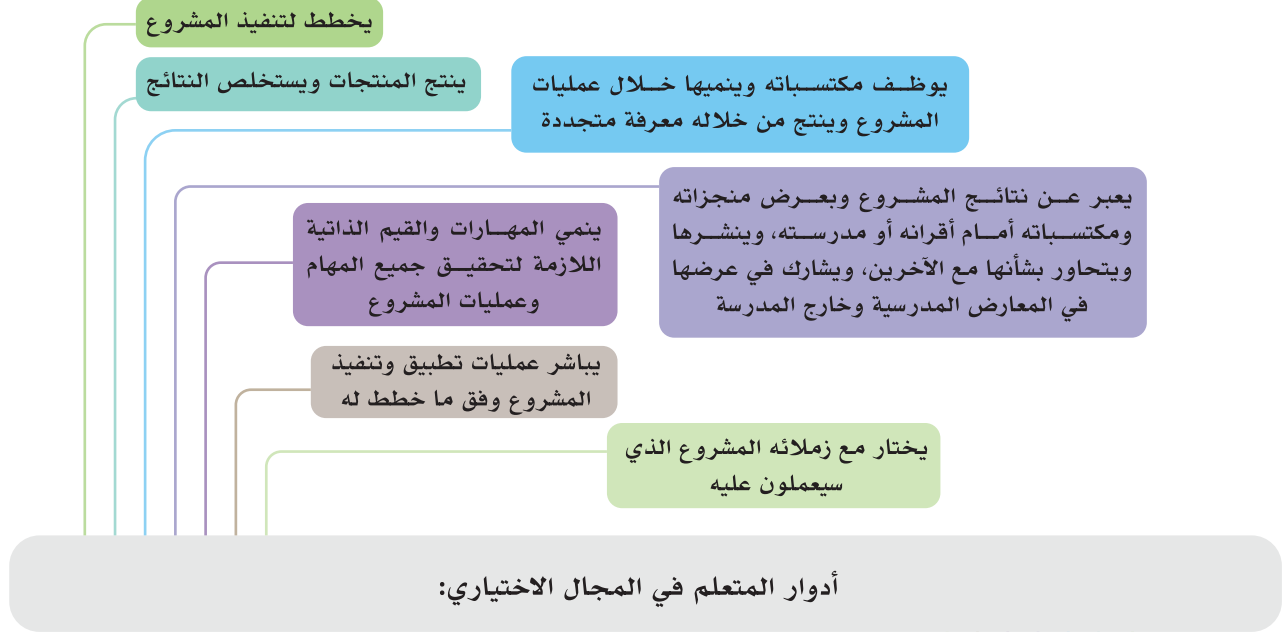 يخطط لتنفيذ المشروع
ينتج المنتجات ويستخلص النتائج
يوظف مكتسباته وينميها خلال عمليات
المشروع وينتج من خلاله معرفة متجددة
يعبر عن نتائج المشروع وبعرض منجزاته
ومكتسباته أمام أقرانه أو مدرسته، وينشرها
ويتحاور بشأنها مع الآخرين، ويشارك في عرضها
في المعارض المدرسية وخارج المدرسة
ينمي المهارات والقيم الذاتية
اللازمة لتحقيق جميع المهام
وعمليات المشروع
يباشر عمليات تطبيق وتنفيذ
المشروع وفق ما خطط له
يختار مع زملائه المشروع الذي
سيعملون عليه
أدوار المتعلم في المجال الاختياري: